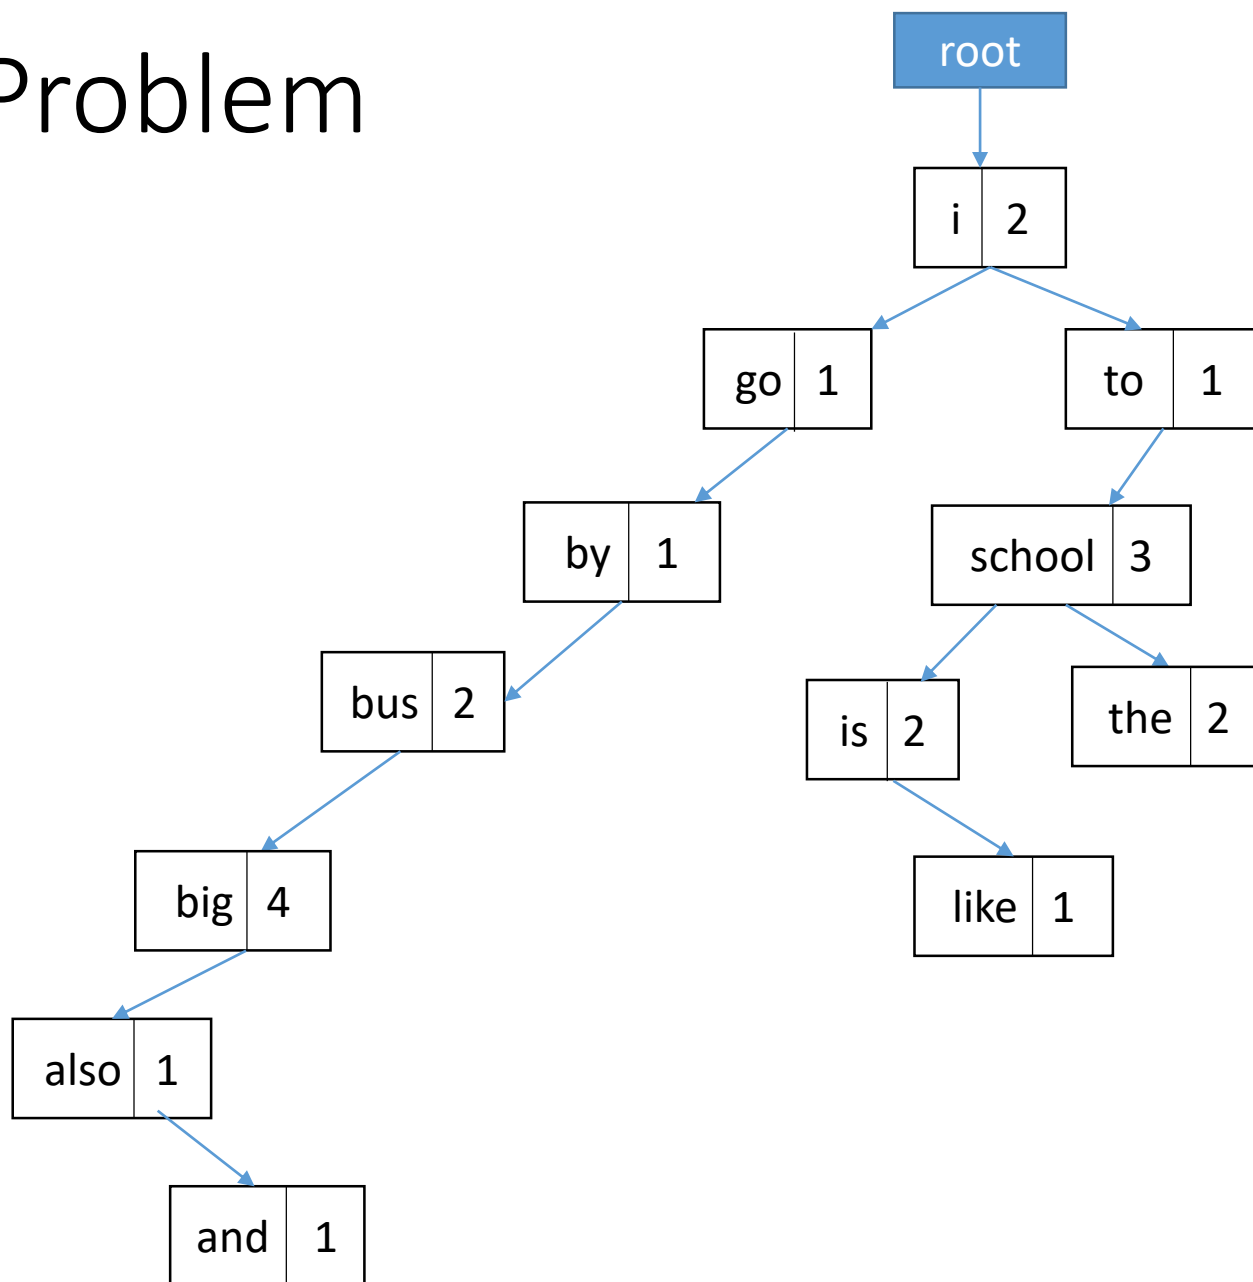 Problem
root
i 2
go 1
to 1
by 1
school 3
bus 2
is 2
the 2
big 4
like 1
also 1
and 1